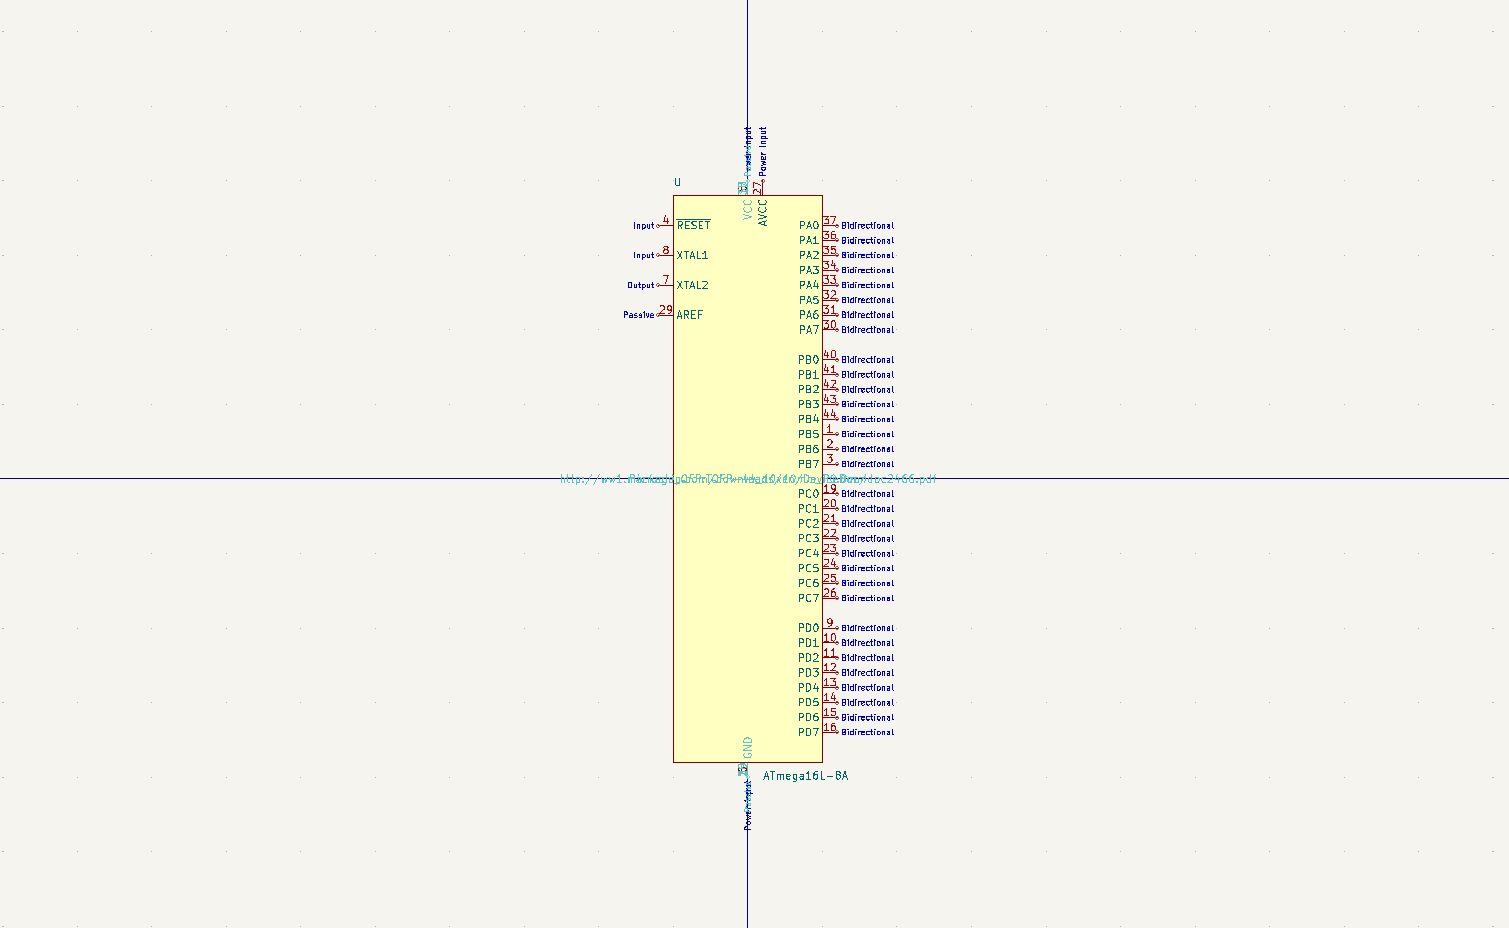 Power Input
U
27
VCC
AVCC
Input 4 RESET
PA0 37 Bidirectional
PA1 36 Bidirectional
Input 8 XTAL1
PA2 35 Bidirectional
PA3 34 Bidirectional
Output 7 XTAL2
PA4 33 Bidirectional
PA5 32 Bidirectional
Passive 29 AREF
PA6 31 Bidirectional
PA7 30 Bidirectional
PB0 40 Bidirectional
PB1 41 Bidirectional
PB2 42 Bidirectional
PB3 43 Bidirectional
PB4 44 Bidirectional
PB5 1 Bidirectional
PB6 2 Bidirectional
PB7 3 Bidirectional
PC0 19 Bidirectional
PC1 20 Bidirectional
PC2 21 Bidirectional
PC3 22 Bidirectional
PC4 23 Bidirectional
PC5 24 Bidirectional
PC6 25 Bidirectional
PC7 26 Bidirectional
PD0 9 Bidirectional
PD1 10 Bidirectional
PD2 11 Bidirectional
PD3 12 Bidirectional
PD4 13 Bidirectional
PD5 14 Bidirectional
PD6 15 Bidirectional
PD7 16 Bidirectional
GND
ATmega16L-8A
Power Input